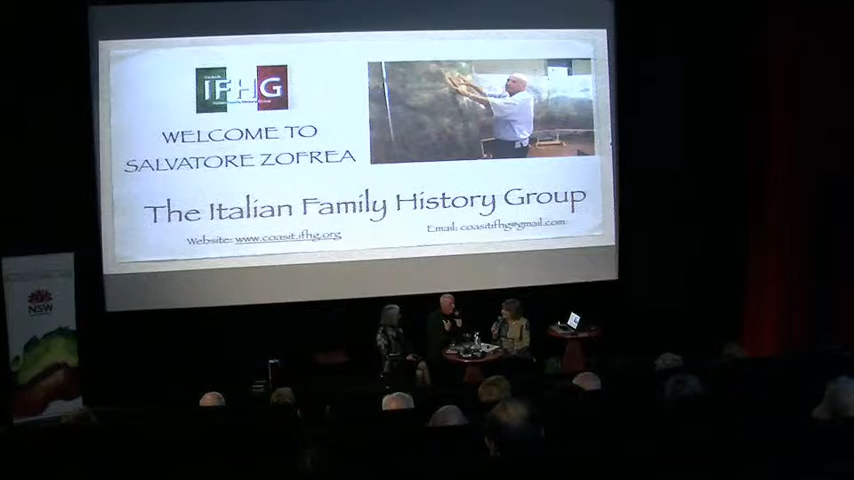 IFHG
WELCOME TO
SALVATORE ZOFREA
The Italian Family History Group
Website: www.coasit.ifhg.org
Email: coasitifhg@gmail.com
NSW